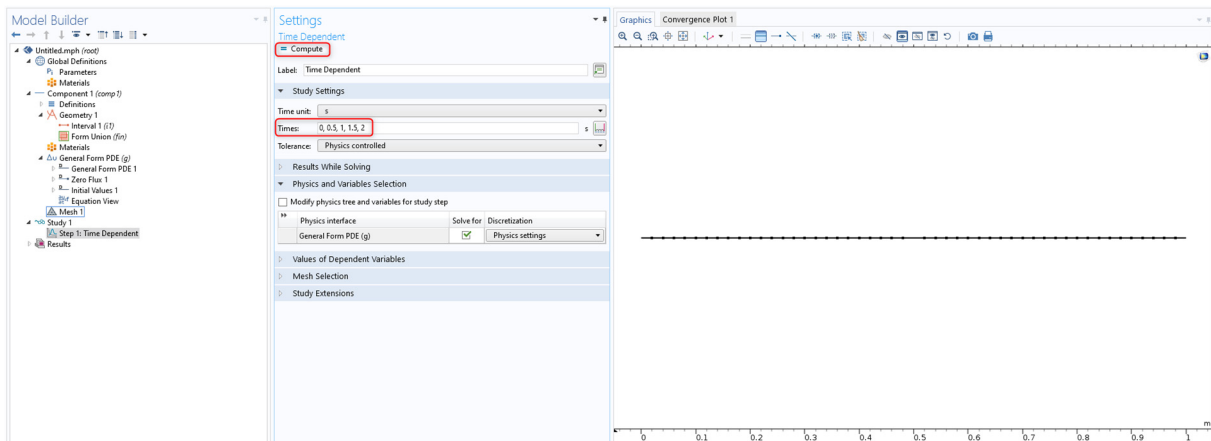 Model Builder
Untitled.mph (root)
Global Definitions
Pi Parameters
Materials
Component 1 (comp1)
Definitions
Geometry 1
Interval 1 (i1)
Form Union (fin)
Materials
Δu General Form PDE (g)
General Form PDE 1
Zero Flux 1
Initial Values 1
Equation View
Mesh 1
Study 1
Step 1: Time Dependent
Results
Settings
Time Dependent
= Compute
Label: Time Dependent
Study Settings
Time unit: s
Times: 0, 0.5, 1, 1.5, 2 s
Tolerance: Physics controlled
Results While Solving
Physics and Variables Selection
Modify physics tree and variables for study step
Physics interface Solve for Discretization
General Form PDE (g) Physics settings
Values of Dependent Variables
Mesh Selection
Study Extensions
Graphics Convergence Plot 1
m
0 0.1 0.2 0.3 0.4 0.5 0.6 0.7 0.8 0.9 1